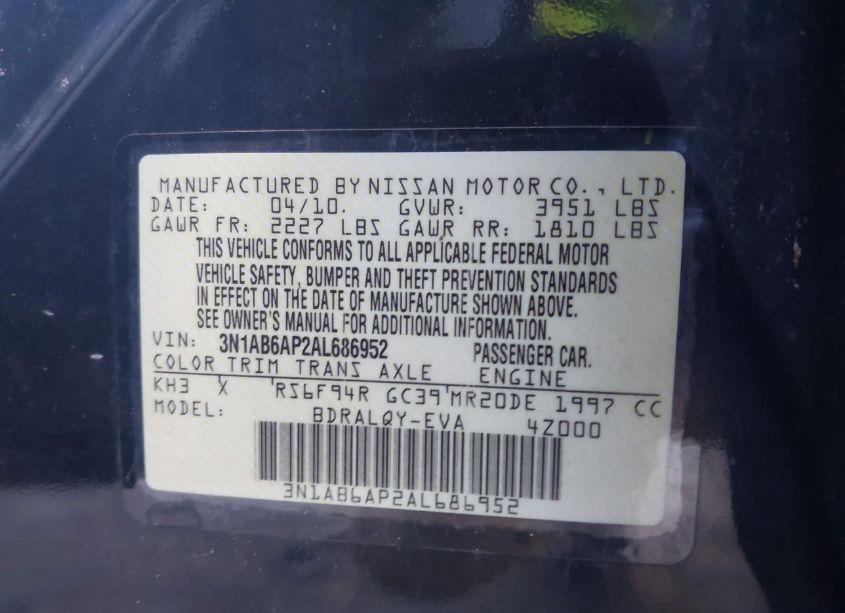 MANUFACTURED BY NISSAN MOTOR CO., LTD.
DATE: 04/10. GVWR: 3951 LBS
GAWR FR: 2227 LBS GAWR RR: 1810 LBS
THIS VEHICLE CONFORMS TO ALL APPLICABLE FEDERAL MOTOR
VEHICLE SAFETY, BUMPER AND THEFT PREVENTION STANDARDS
IN EFFECT ON THE DATE OF MANUFACTURE SHOWN ABOVE.
SEE OWNER'S MANUAL FOR ADDITIONAL INFORMATION.
VIN: 3N1AB6AP2AL686952 PASSENGER CAR.
COLOR TRIM TRANS AXLE ENGINE
KH3 X RS6F94R GC39 MR20DE 1997 CC
MODEL: BDRALQY-EVA 4Z000
3N1AB6AP2AL686952